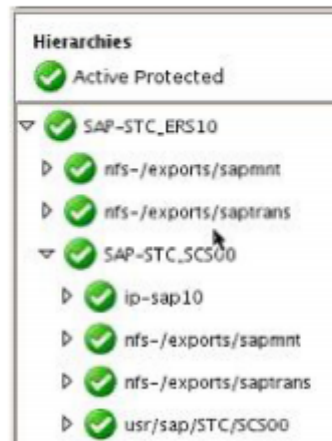 Hierarchies
Active Protected
SAP-STC_ERS10
nfs-/exports/sapmnt
nfs-/exports/saptrans
SAP-STC_SCS00
ip-sap10
nfs-/exports/sapmnt
nfs-/exports/saptrans
usr/sap/STC/SCS00